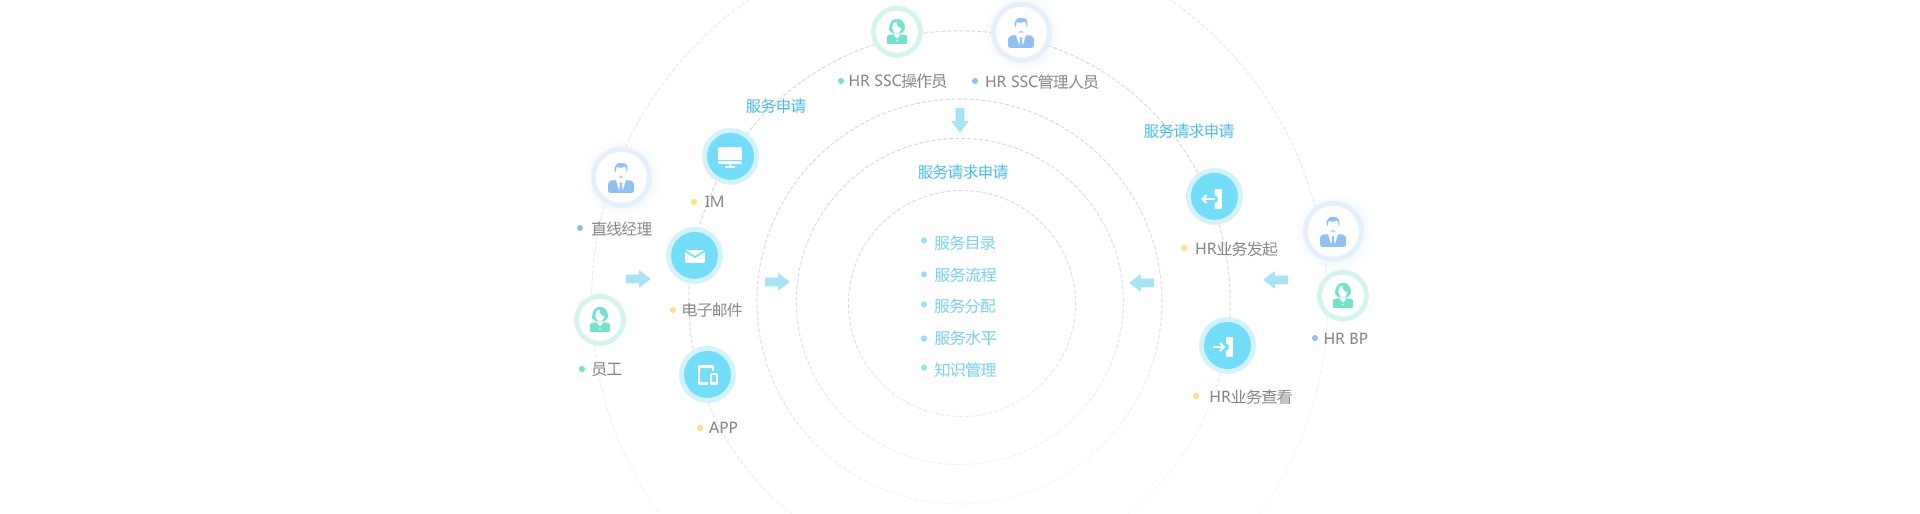 HR SSC操作员
HR SSC管理人员
服务申请
服务请求申请
服务请求申请
IM
直线经理
电子邮件
员工
APP
服务目录
服务流程
服务分配
服务水平
知识管理
HR业务发起
HR BP
HR业务查看